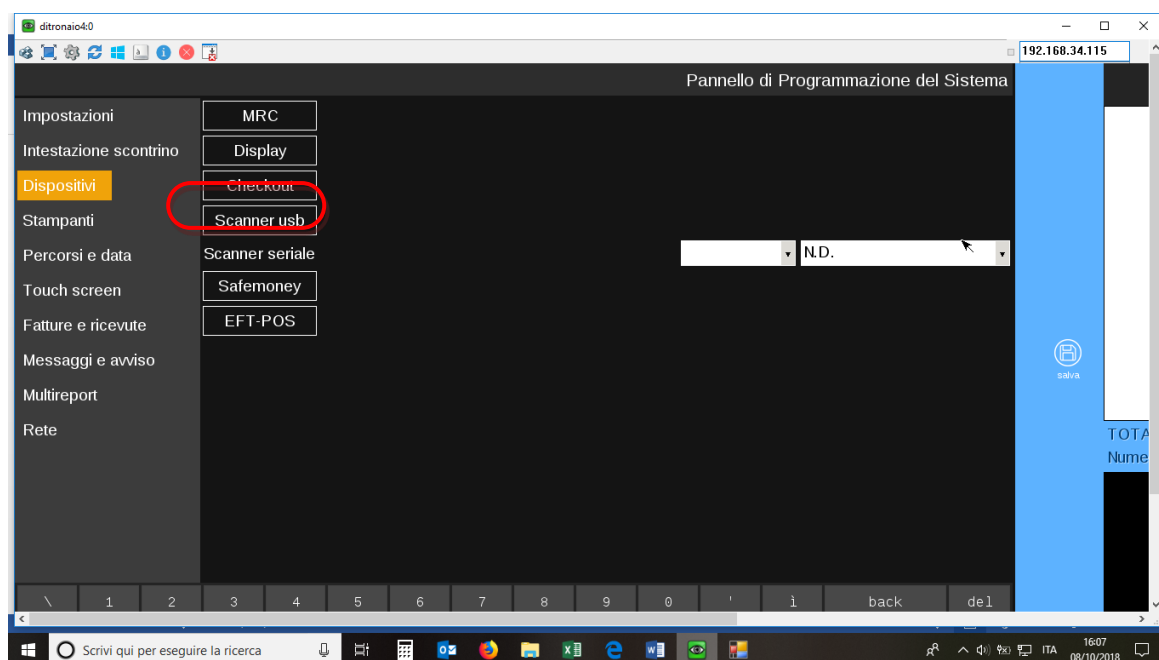 ditronaio4:0
192.168.34.115
Pannello di Programmazione del Sistema
Impostazioni
MRC
Intestazione scontrino
Display
Dispositivi
Checkout
Stampanti
Scanner usb
Percorsi e data
Scanner seriale
N.D.
Touch screen
Safemoney
Fatture e ricevute
EFT-POS
Messaggi e avviso
salva
Multireport
Rete
TOTA
Nume
\ 1 2 3 4 5 6 7 8 9 0 ' ì back del
Scrivi qui per eseguire la ricerca
ITA
16:07
08/10/2018